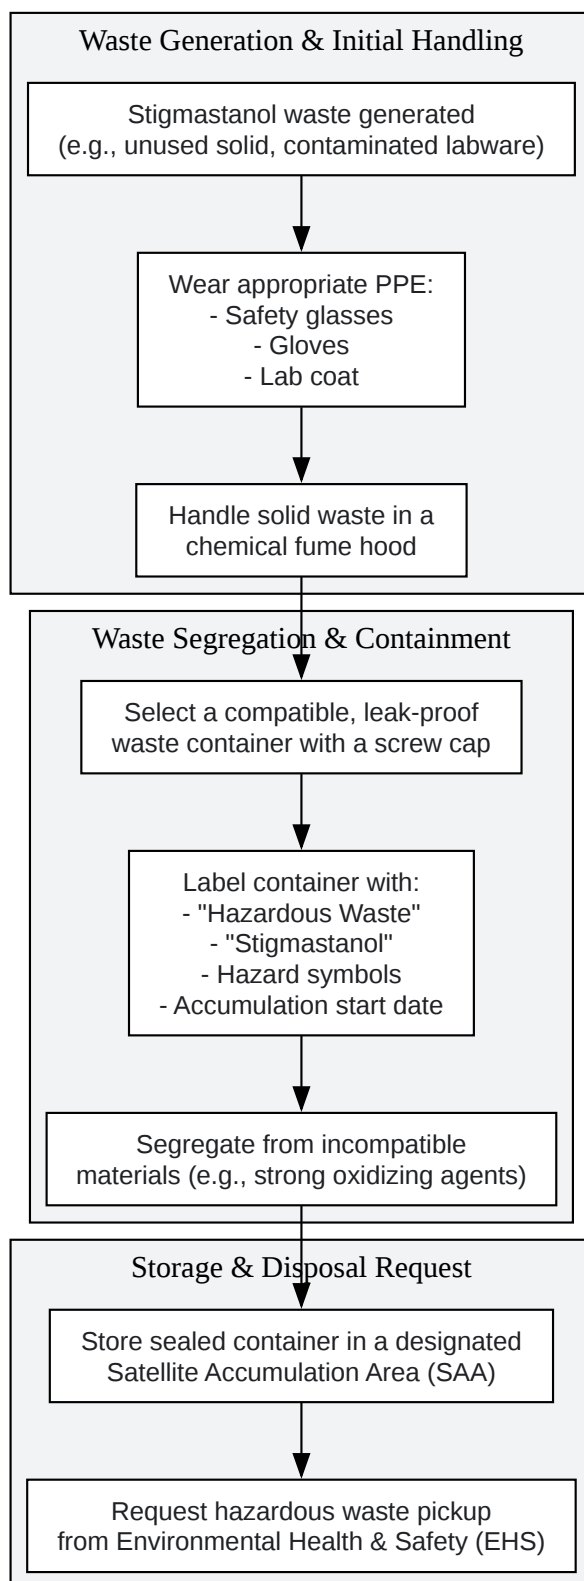 Waste Generation & Initial Handling
Stigmastanol waste generated
(e.g., unused solid, contaminated labware)
Wear appropriate PPE:
- Safety glasses
- Gloves
- Lab coat
Handle solid waste in a
chemical fume hood
Waste Segregation & Containment
Select a compatible, leak-proof
waste container with a screw cap
Label container with:
- "Hazardous Waste"
- "Stigmastanol"
- Hazard symbols
- Accumulation start date
Segregate from incompatible
materials (e.g., strong oxidizing agents)
Storage & Disposal Request
Store sealed container in a designated
Satellite Accumulation Area (SAA)
Request hazardous waste pickup
from Environmental Health & Safety (EHS)